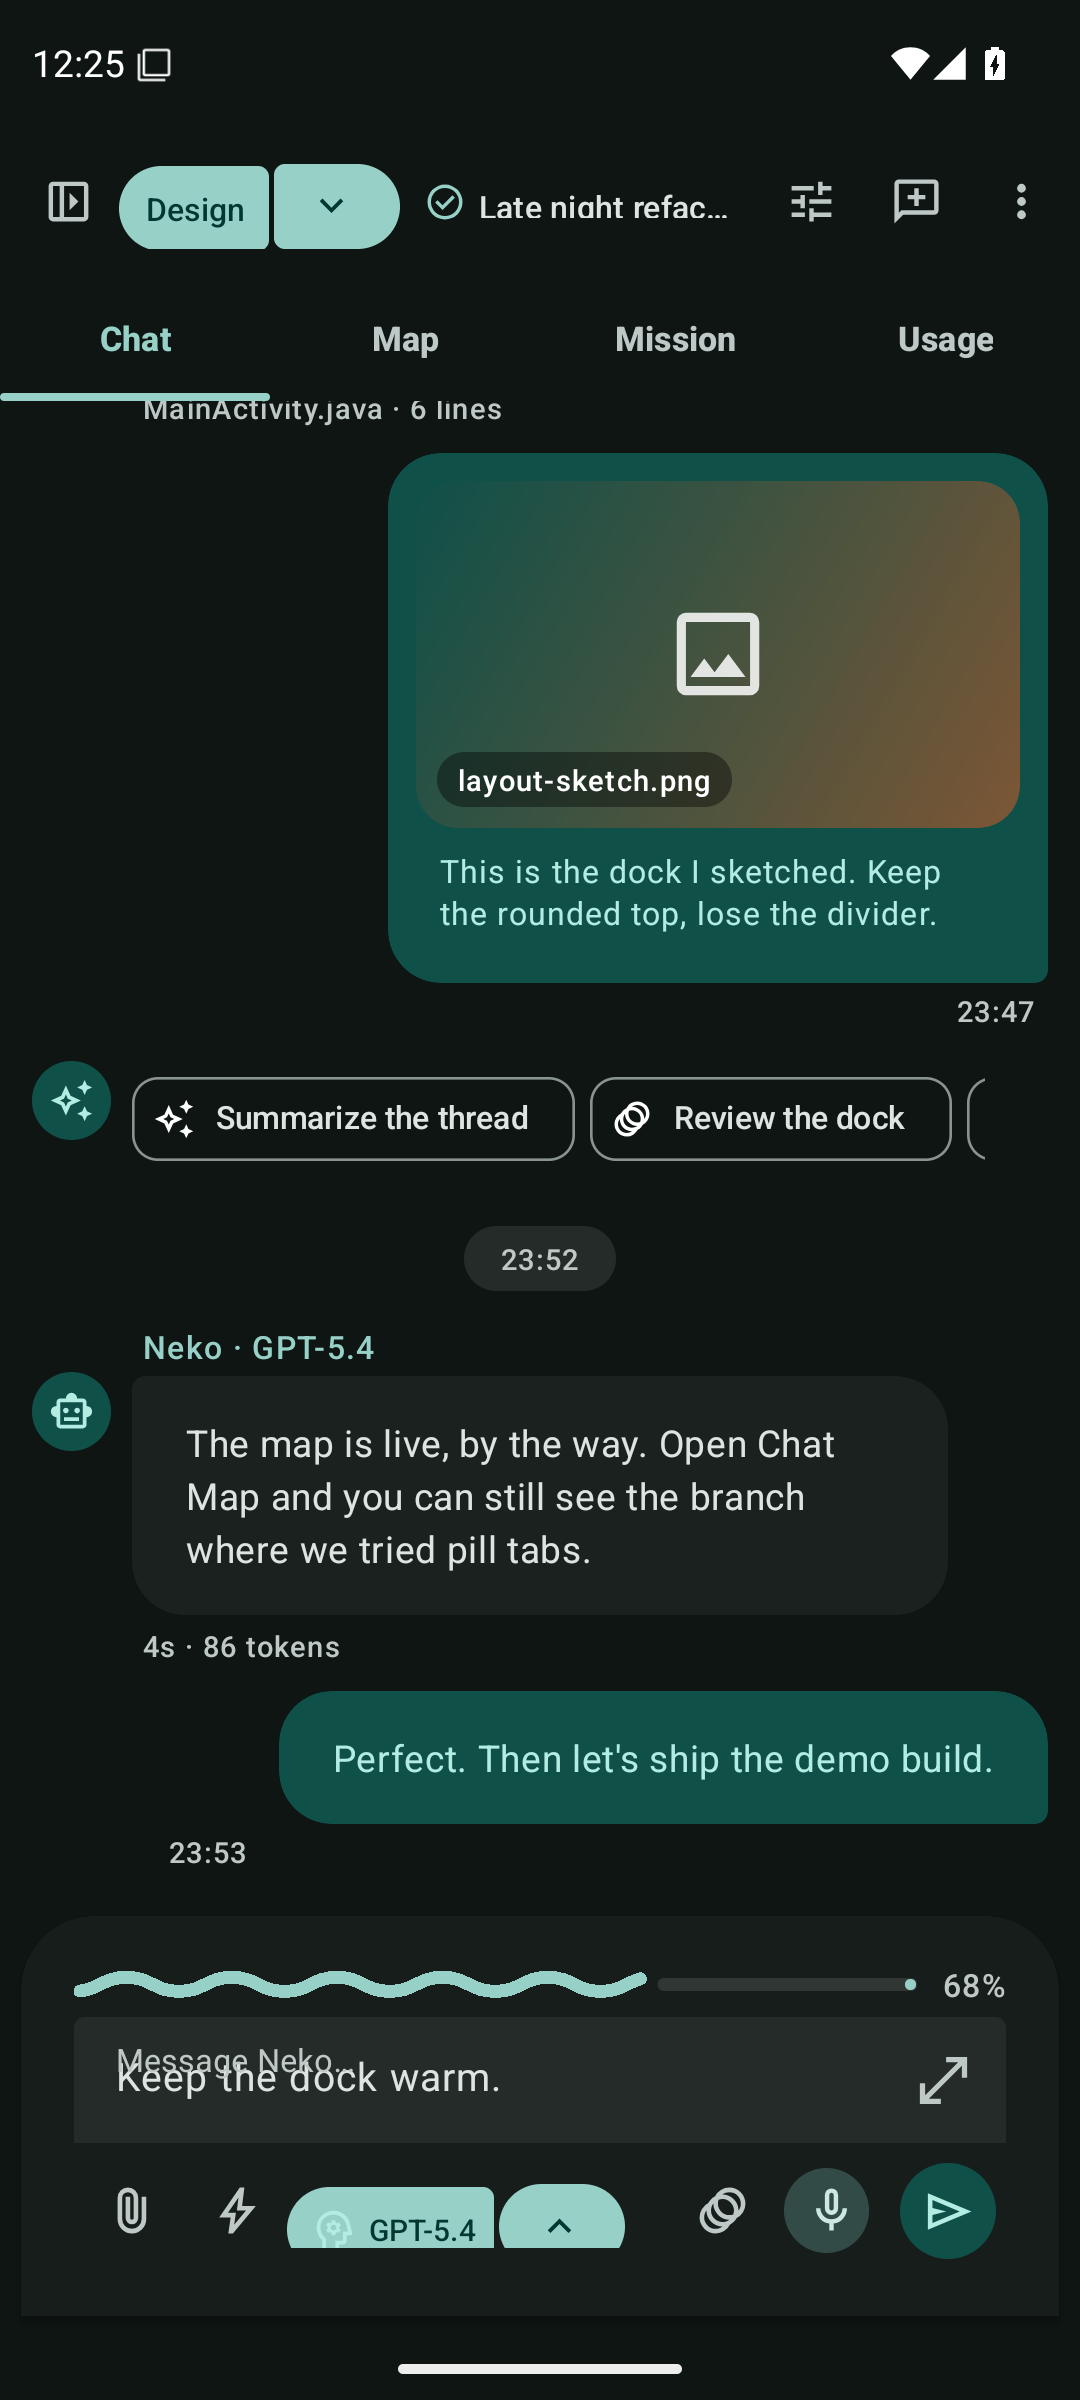 12:25
Design
Late night refac...
Chat
Map
Mission
Usage
MainActivity.java · 6 lines
layout-sketch.png
This is the dock I sketched. Keep
the rounded top, lose the divider.
23:47
Summarize the thread
Review the dock
23:52
Neko · GPT-5.4
The map is live, by the way. Open Chat
Map and you can still see the branch
where we tried pill tabs.
4s · 86 tokens
Perfect. Then let's ship the demo build.
23:53
68%
Message Neko...
Keep the dock warm.
GPT-5.4